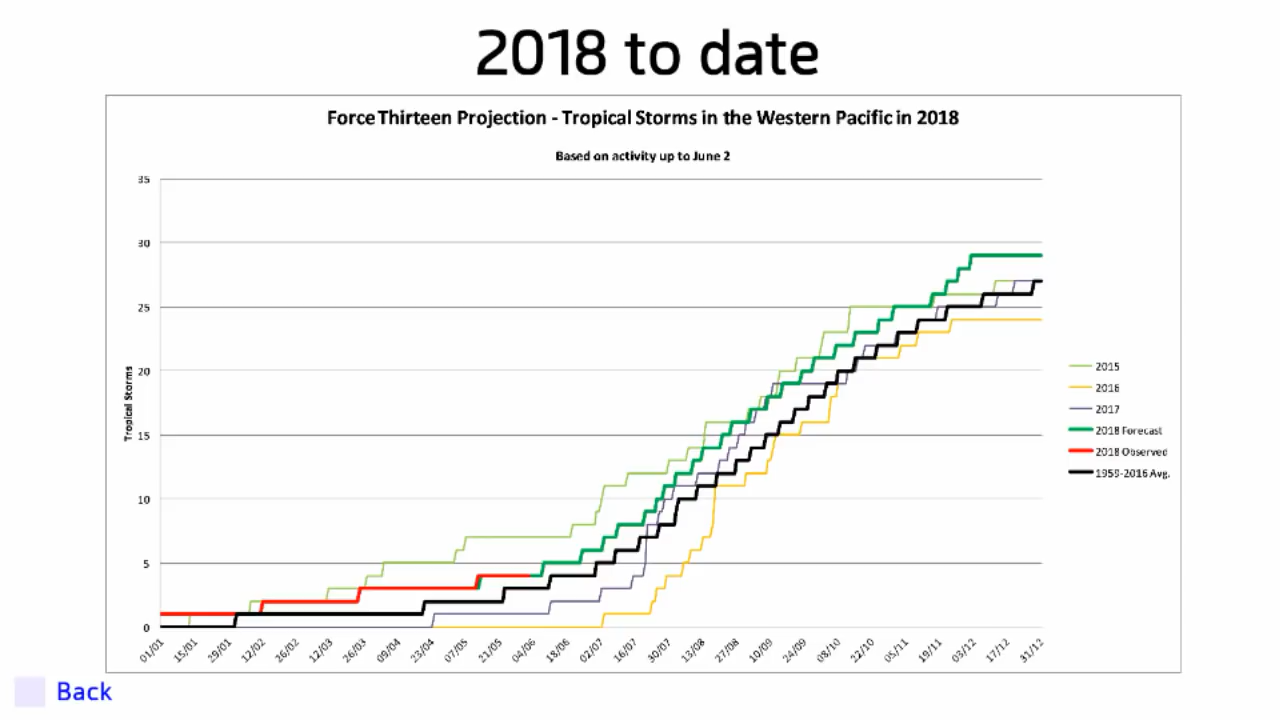 2018 to date
Force Thirteen Projection - Tropical Storms in the Western Pacific in 2018
Based on activity up to June 2
35
30
25
20
15
10
5
0
Tropical Storms
01/01 15/01 29/01 12/02 26/02 12/03 26/03 09/04 23/04 07/05 21/05 04/06 18/06 02/07 16/07 30/07 13/08 27/08 10/09 24/09 08/10 22/10 05/11 19/11 03/12 17/12 31/12
2015
2016
2017
2018 Forecast
2018 Observed
1959-2016 Avg.
Back